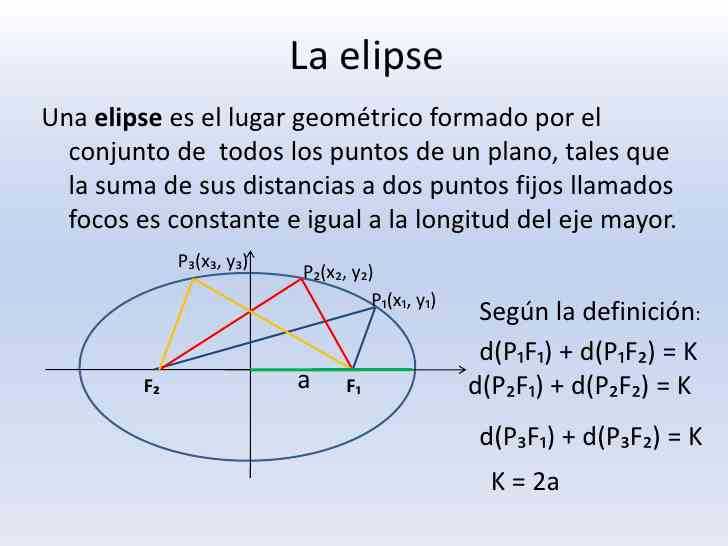 La elipse
Una elipse es el lugar geométrico formado por el
conjunto de todos los puntos de un plano, tales que
la suma de sus distancias a dos puntos fijos llamados
focos es constante e igual a la longitud del eje mayor.
P₃(x₃, y₃)
P₂(x₂, y₂)
P₁(x₁, y₁)
F₂
a
F₁
Según la definición:
d(P₁F₁) + d(P₁F₂) = K
d(P₂F₁) + d(P₂F₂) = K
d(P₃F₁) + d(P₃F₂) = K
K = 2a